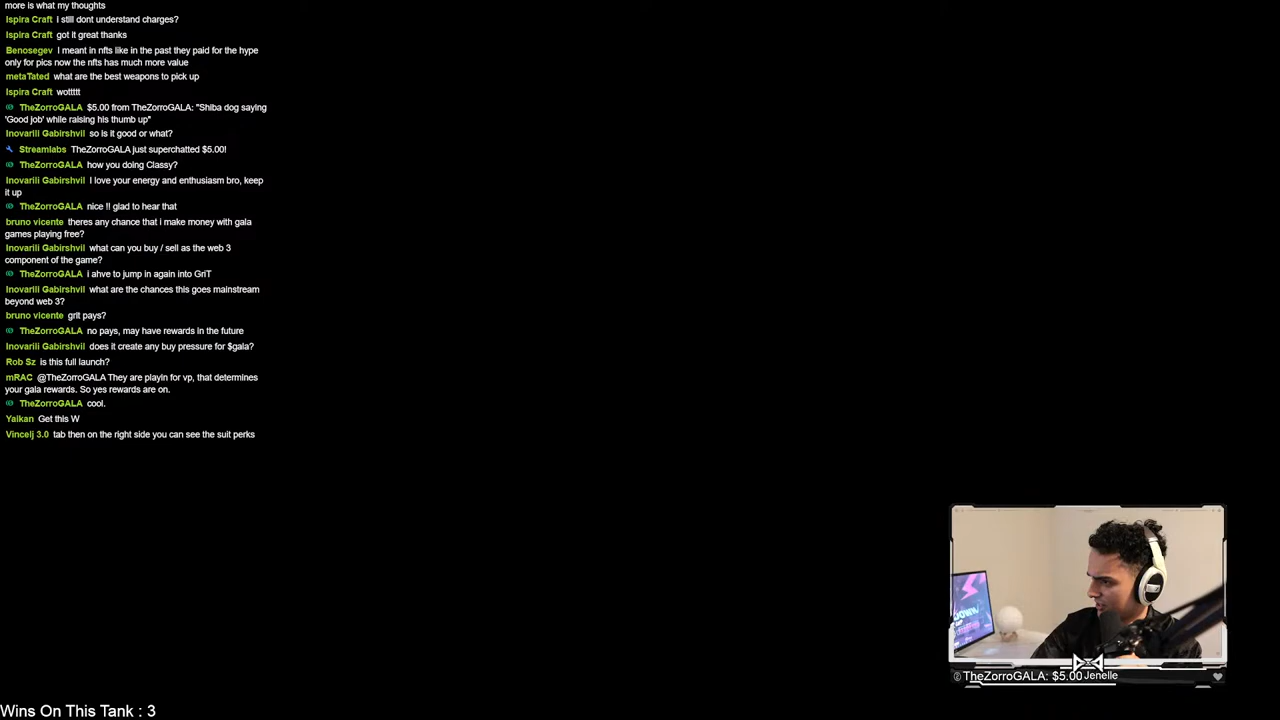 more is what my thoughts
Ispira Craft i still dont understand charges?
Ispira Craft got it great thanks
Benosegev I meant in nfts like in the past they paid for the hype
only for pics now the nfts has much more value
metaTated what are the best weapons to pick up
Ispira Craft wottttt
TheZorroGALA $5.00 from TheZorroGALA: "Shiba dog saying
'Good job' while raising his thumb up"
Inovarili Gabirshvil so is it good or what?
Streamlabs TheZorroGALA just superchatted $5.00!
TheZorroGALA how you doing Classy?
Inovarili Gabirshvil I love your energy and enthusiasm bro, keep
it up
TheZorroGALA nice !! glad to hear that
bruno vicente theres any chance that i make money with gala
games playing free?
Inovarili Gabirshvil what can you buy / sell as the web 3
component of the game?
TheZorroGALA i ahve to jump in again into GriT
Inovarili Gabirshvil what are the chances this goes mainstream
beyond web 3?
bruno vicente grit pays?
TheZorroGALA no pays, may have rewards in the future
Inovarili Gabirshvil does it create any buy pressure for $gala?
Rob Sz is this full launch?
mRAC @TheZorroGALA They are playin for vp, that determines
your gala rewards. So yes rewards are on.
TheZorroGALA cool.
Yaikan Get this W
Vincelj 3.0 tab then on the right side you can see the suit perks
TheZorroGALA: $5.00 Jenelle
Wins On This Tank : 3